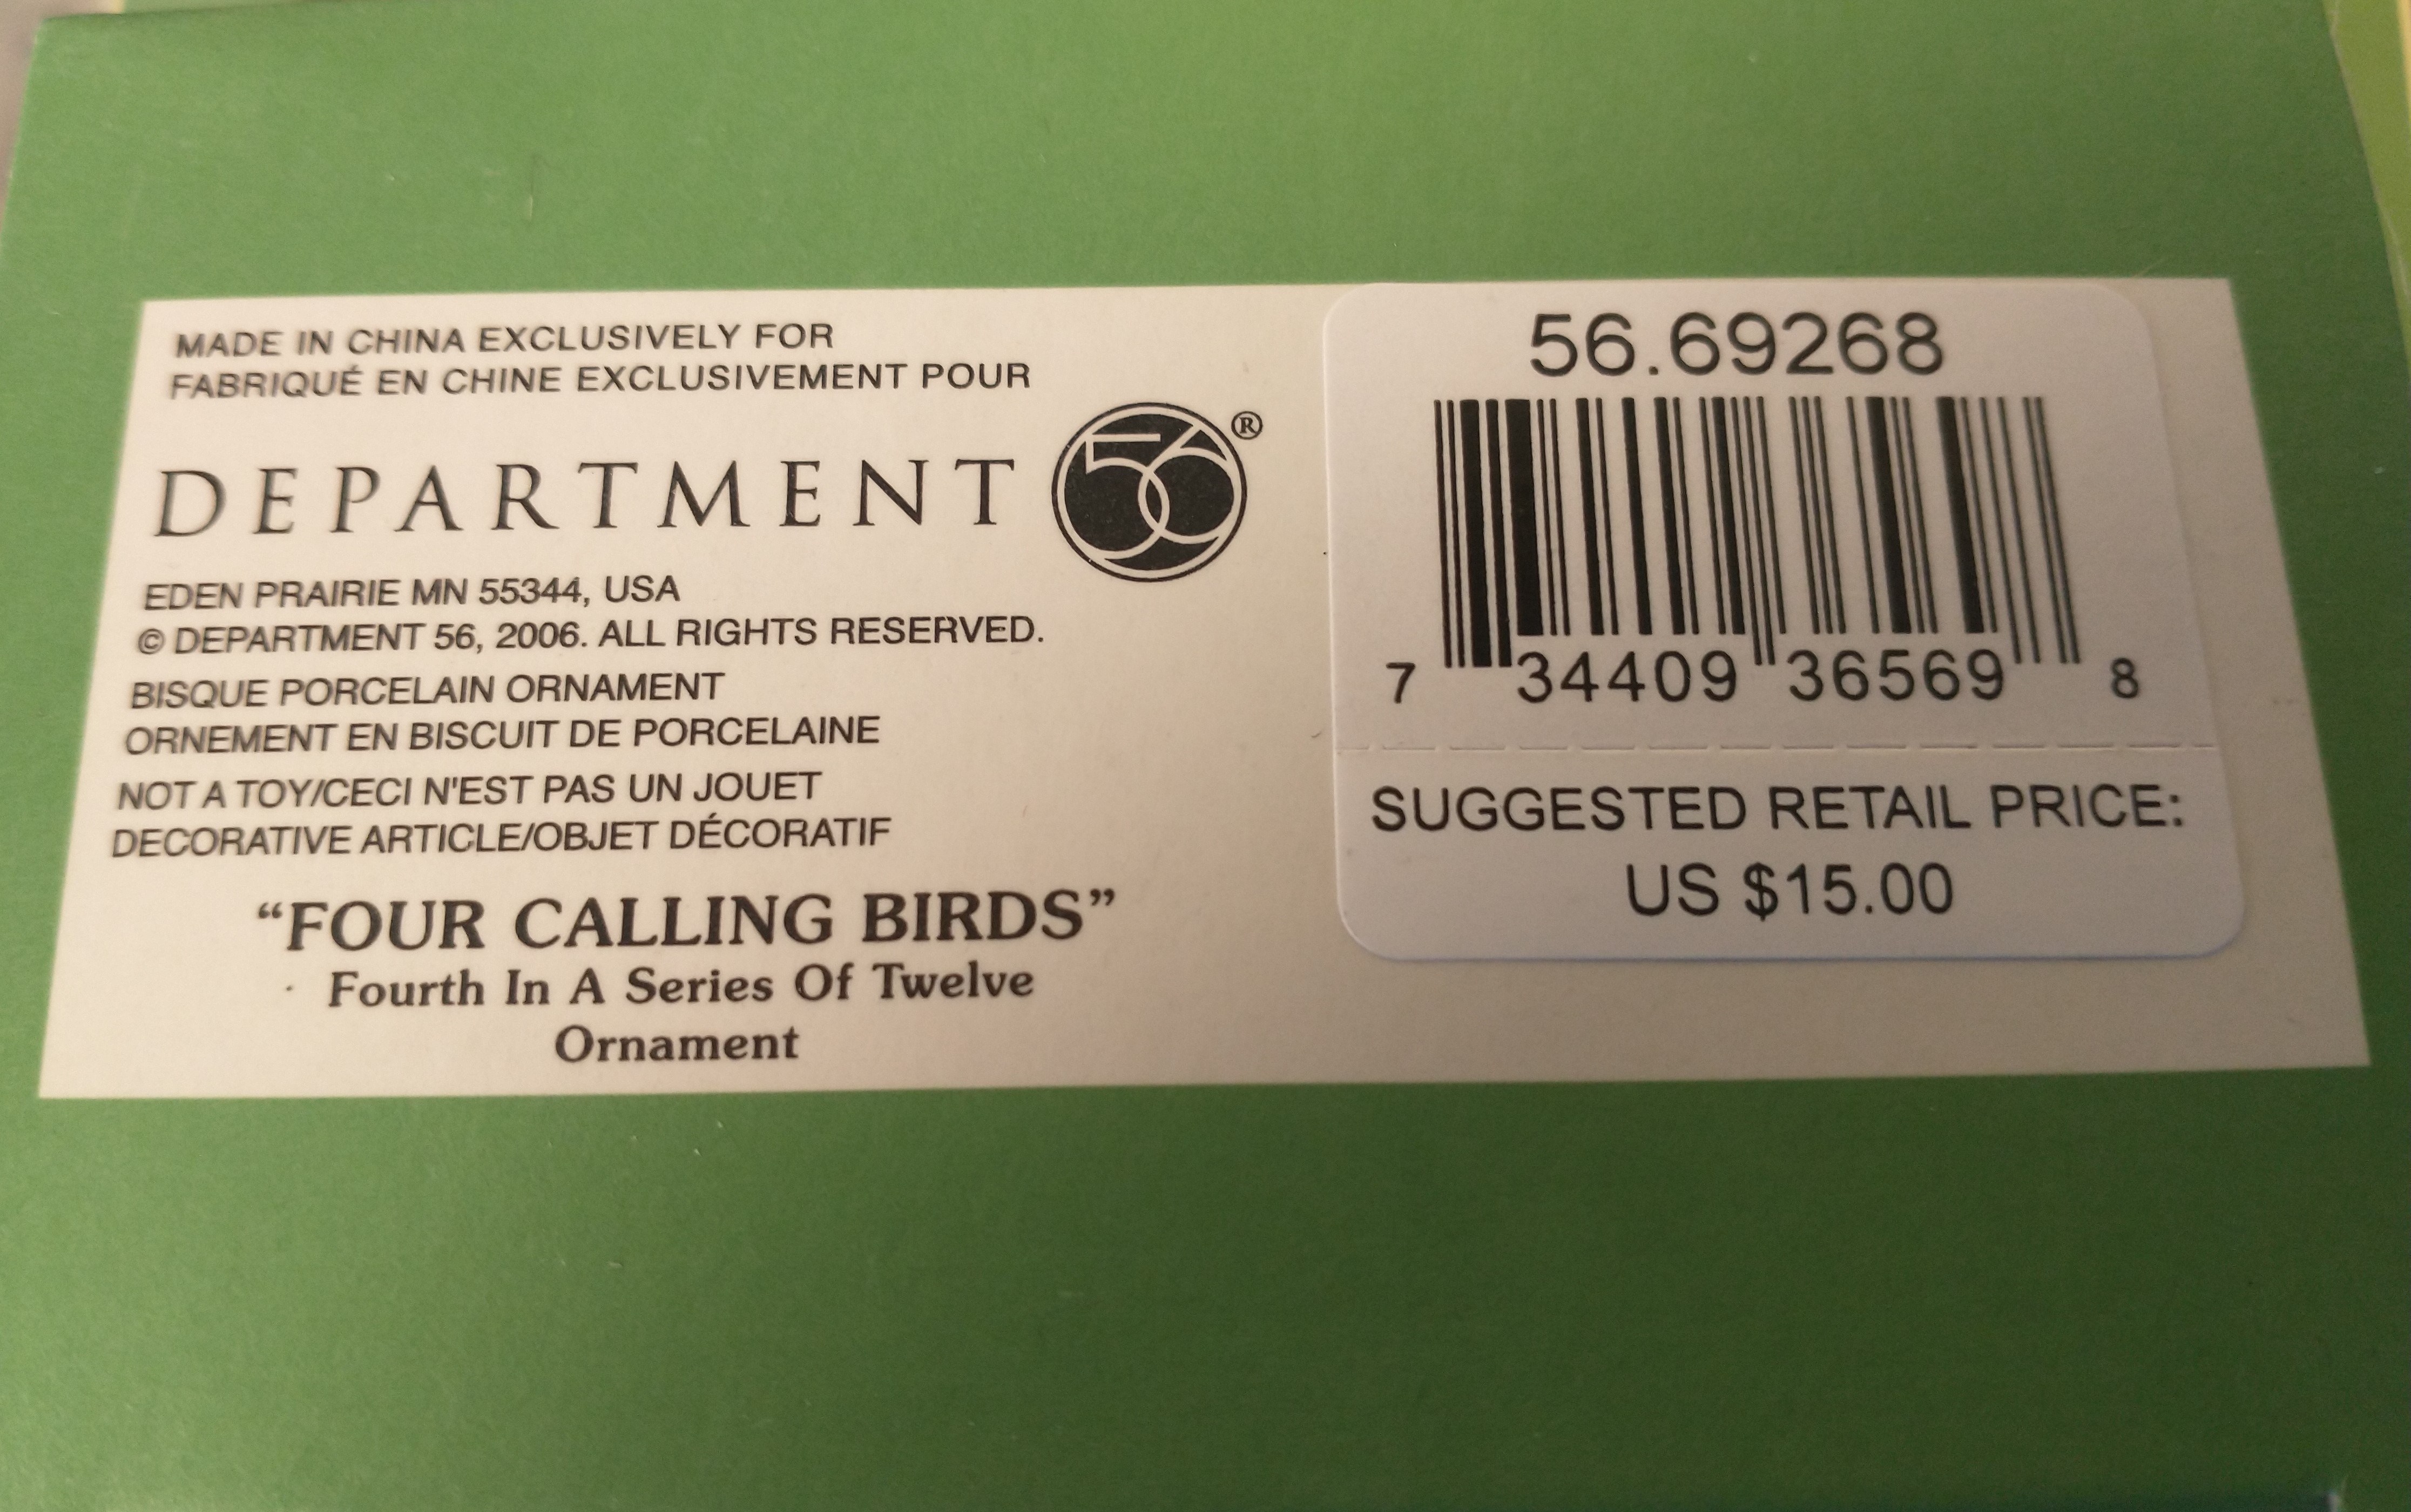 MADE IN CHINA EXCLUSIVELY FOR
FABRIQUÉ EN CHINE EXCLUSIVEMENT POUR
DEPARTMENT 56®
EDEN PRAIRIE MN 55344, USA
© DEPARTMENT 56, 2006. ALL RIGHTS RESERVED.
BISQUE PORCELAIN ORNAMENT
ORNEMENT EN BISCUIT DE PORCELAINE
NOT A TOY/CECI N'EST PAS UN JOUET
DECORATIVE ARTICLE/OBJET DÉCORATIF
“FOUR CALLING BIRDS”
Fourth In A Series Of Twelve
Ornament
56.69268
7 34409 36569 8
SUGGESTED RETAIL PRICE:
US $15.00